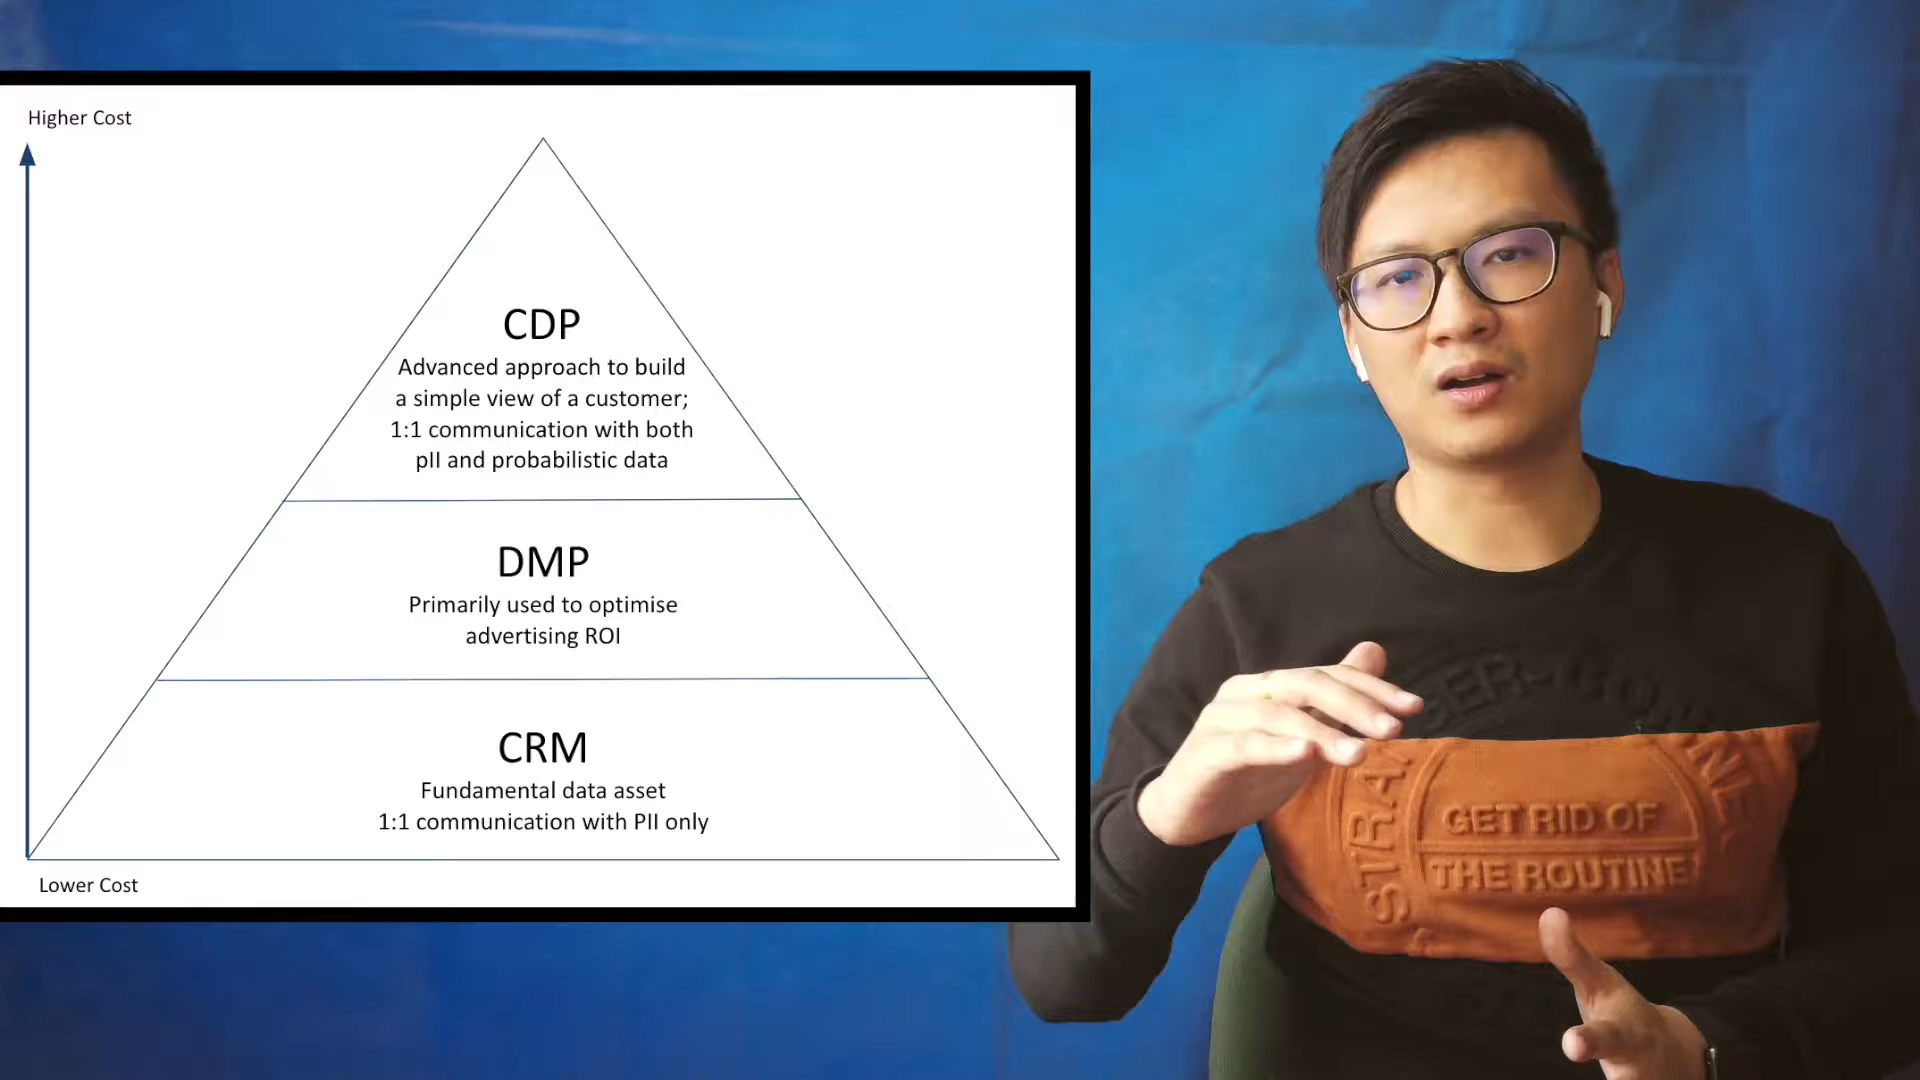 Higher Cost
CDP
Advanced approach to build
a simple view of a customer;
1:1 communication with both
pII and probabilistic data
DMP
Primarily used to optimise
advertising ROI
CRM
Fundamental data asset
1:1 communication with PII only
Lower Cost
GET RID OF
THE ROUTINE